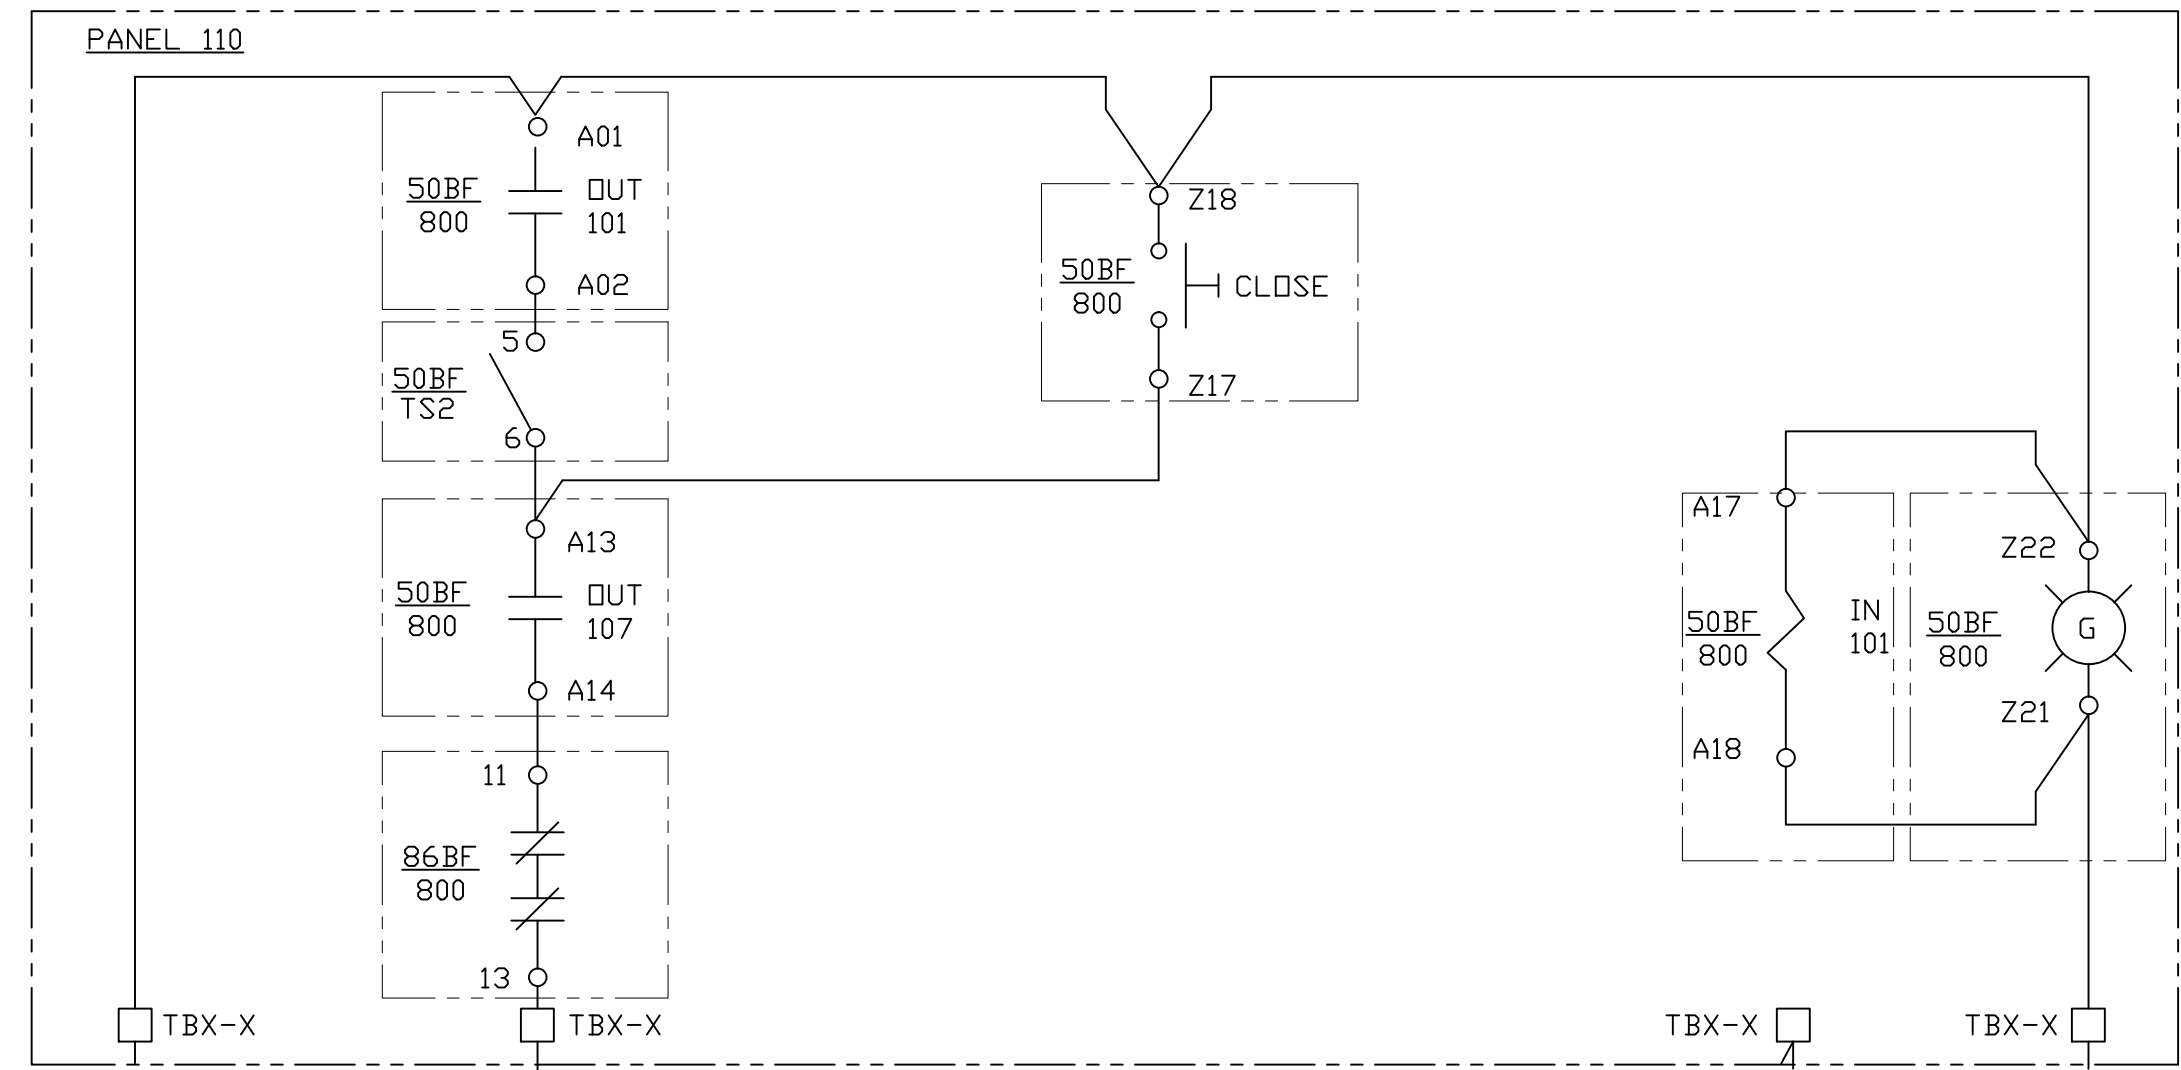 PANEL 110
A01
50BF
800
OUT
101
A02
5
50BF
TS2
6
A13
50BF
800
OUT
107
A14
11
86BF
800
13
Z18
50BF
800
CLOSE
Z17
A17
50BF
800
IN
101
A18
Z22
50BF
800
G
Z21
TBX-X
TBX-X
TBX-X
TBX-X